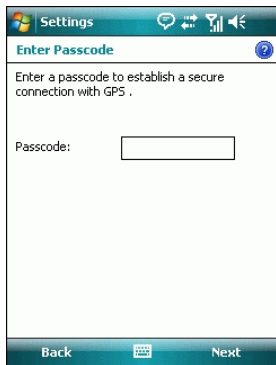 Settings
Enter Passcode
Enter a passcode to establish a secure
connection with GPS .
Passcode:
Back
Next